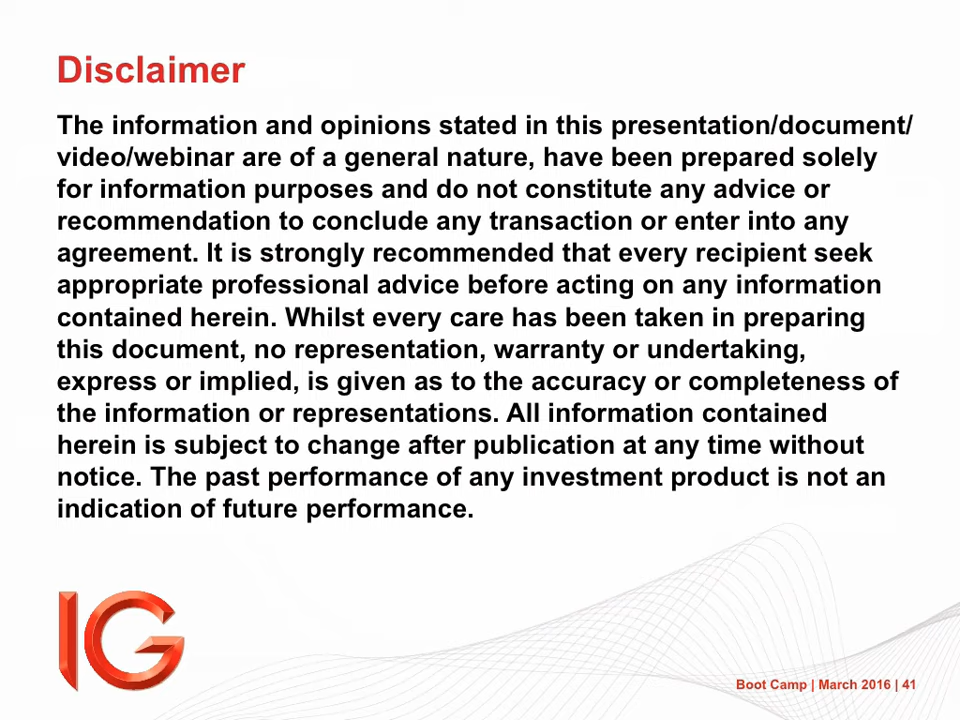 Disclaimer
The information and opinions stated in this presentation/document/
video/webinar are of a general nature, have been prepared solely
for information purposes and do not constitute any advice or
recommendation to conclude any transaction or enter into any
agreement. It is strongly recommended that every recipient seek
appropriate professional advice before acting on any information
contained herein. Whilst every care has been taken in preparing
this document, no representation, warranty or undertaking,
express or implied, is given as to the accuracy or completeness of
the information or representations. All information contained
herein is subject to change after publication at any time without
notice. The past performance of any investment product is not an
indication of future performance.
IG
Boot Camp | March 2016 | 41